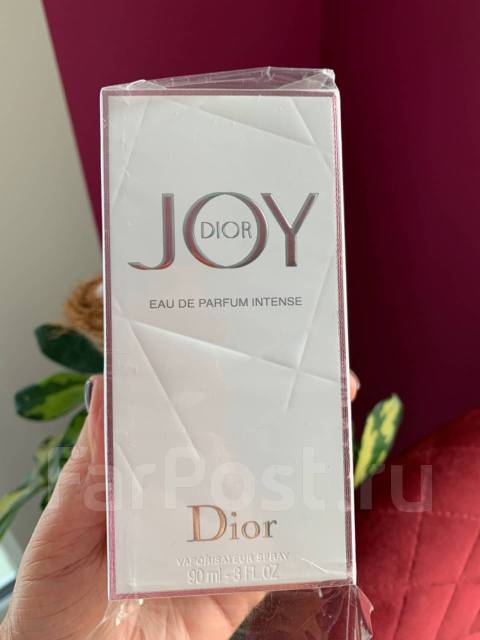 JOY
DIOR
EAU DE PARFUM INTENSE
FarPost.ru
Dior
VAPORISATEUR SPRAY
90 ml - 3 FL.OZ